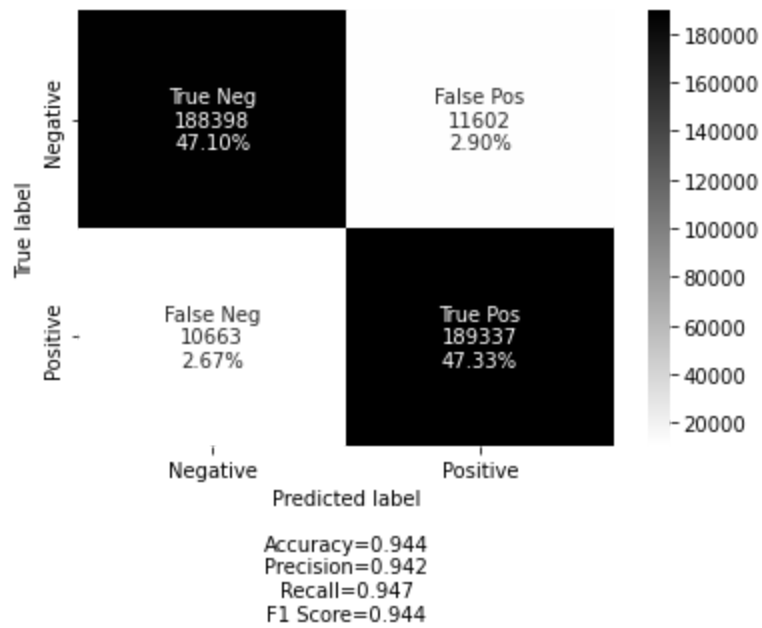 True label
Negative
Positive
True Neg
188398
47.10%
False Pos
11602
2.90%
False Neg
10663
2.67%
True Pos
189337
47.33%
180000
160000
140000
120000
100000
80000
60000
40000
20000
Negative
Positive
Predicted label
Accuracy=0.944
Precision=0.942
Recall=0.947
F1 Score=0.944